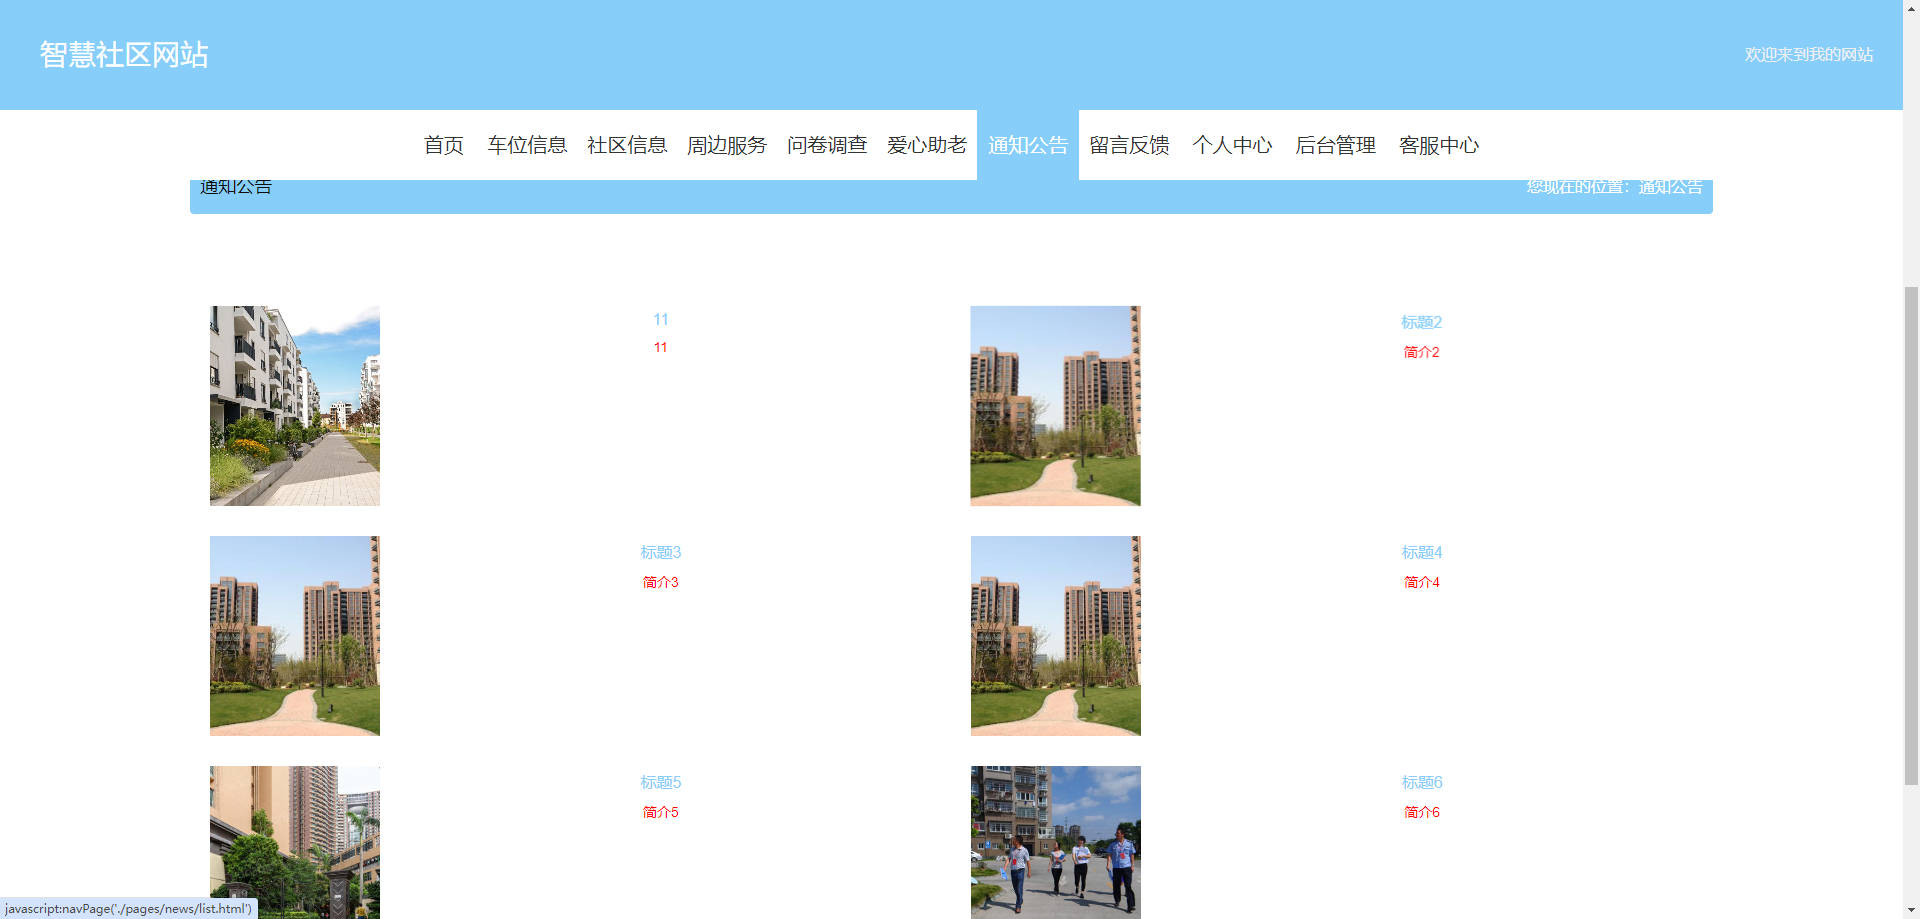 智慧社区网站
欢迎来到我的网站
首页 车位信息 社区信息 周边服务 问卷调查 爱心助老 通知公告 留言反馈 个人中心 后台管理 客服中心
通知公告
您现在的位置：通知公告
11
11
标题2
简介2
标题3
简介3
标题4
简介4
标题5
简介5
标题6
简介6
javascript:navPage('./pages/news/list.html')